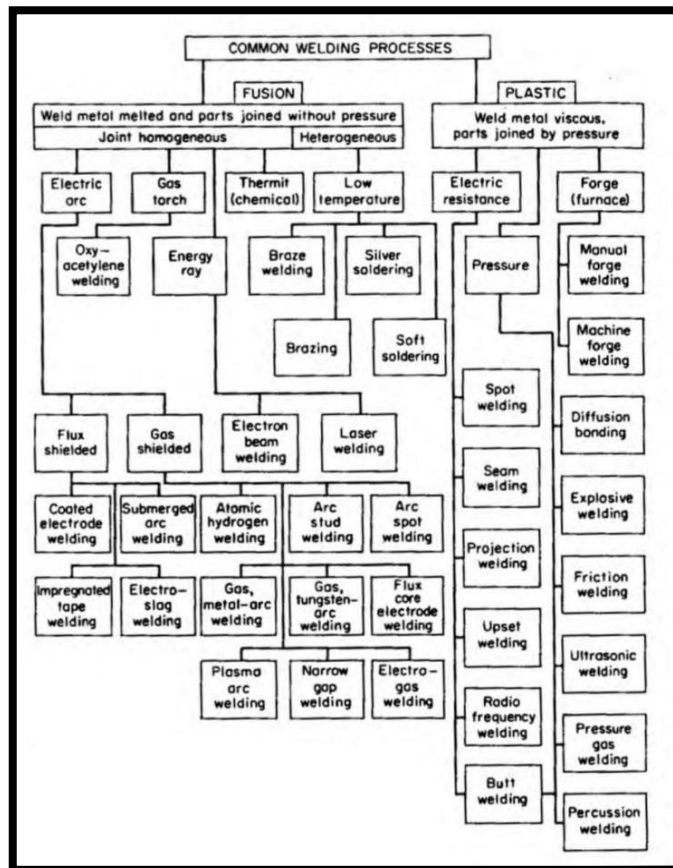 COMMON WELDING PROCESSES
FUSION
Weld metal melted and parts joined without pressure
Joint homogeneous
Heterogeneous
PLASTIC
Weld metal viscous,
parts joined by pressure
Electric
arc
Gas
torch
Thermit
(chemical)
Low
temperature
Electric
resistance
Forge
(furnace)
Oxy-
acetylene
welding
Energy
ray
Braze
welding
Silver
soldering
Pressure
Manual
forge
welding
Brazing
Soft
soldering
Machine
forge
welding
Flux
shielded
Gas
shielded
Electron
beam
welding
Laser
welding
Spot
welding
Diffusion
bonding
Coated
electrode
welding
Submerged
arc
welding
Atomic
hydrogen
welding
Arc
stud
welding
Arc
spot
welding
Seam
welding
Explosive
welding
Impregnated
tape
welding
Electro-
slag
welding
Gas,
metal-arc
welding
Gas,
tungsten-
arc
welding
Flux
core
electrode
welding
Projection
welding
Friction
welding
Plasma
arc
welding
Narrow
gap
welding
Electro-
gas
welding
Upset
welding
Ultrasonic
welding
Radio
frequency
welding
Pressure
gas
welding
Butt
welding
Percussion
welding